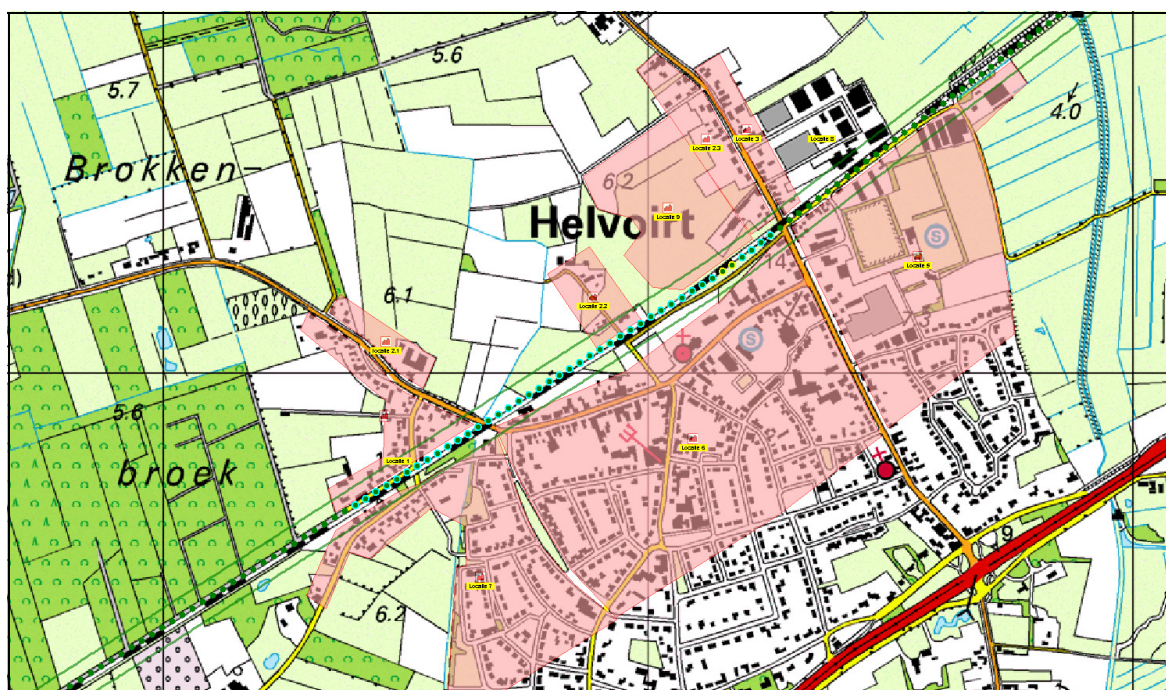 5.6
5.7
4.0
Locatie 3
Locatie 8
Locatie 2.3
Brokken-
6.2
Helvoirt
Locatie 9
S
14
Locatie 5
d)
6.1
Locatie 2.2
S
Locatie 2.1
5.6
Locatie 6
broek
Locatie 1
9
Locatie 7
6.2